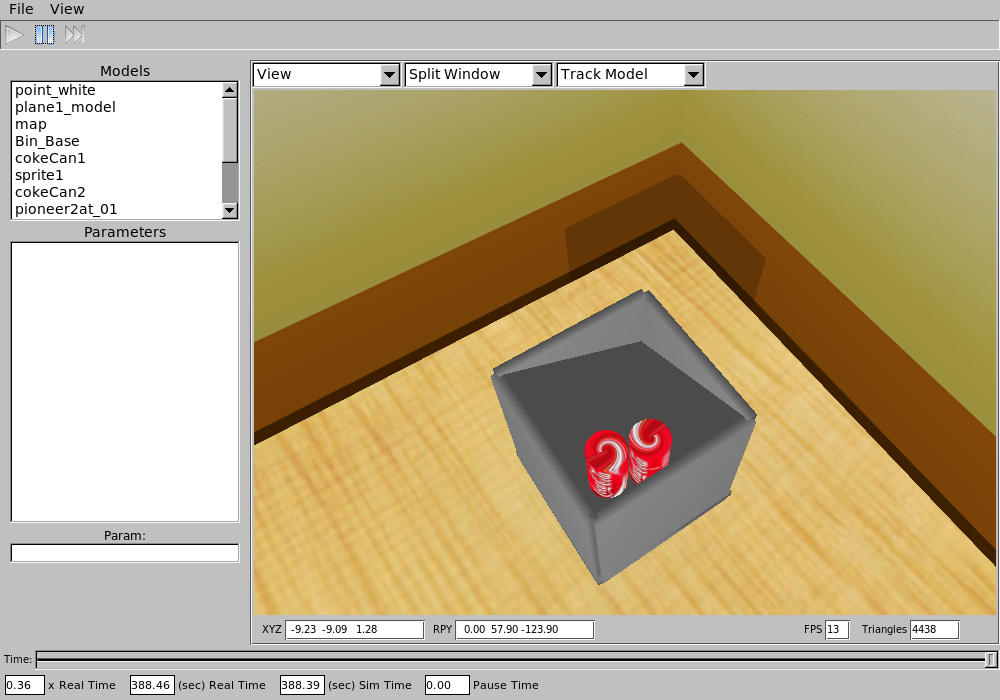 File View
Models
point_white
plane1_model
map
Bin_Base
cokeCan1
sprite1
cokeCan2
pioneer2at_01
Parameters
Param:
View Split Window Track Model
XYZ -9.23 -9.09 1.28 RPY 0.00 57.90 -123.90 FPS 13 Triangles 4438
Time:
0.36 x Real Time 388.46 (sec) Real Time 388.39 (sec) Sim Time 0.00 Pause Time